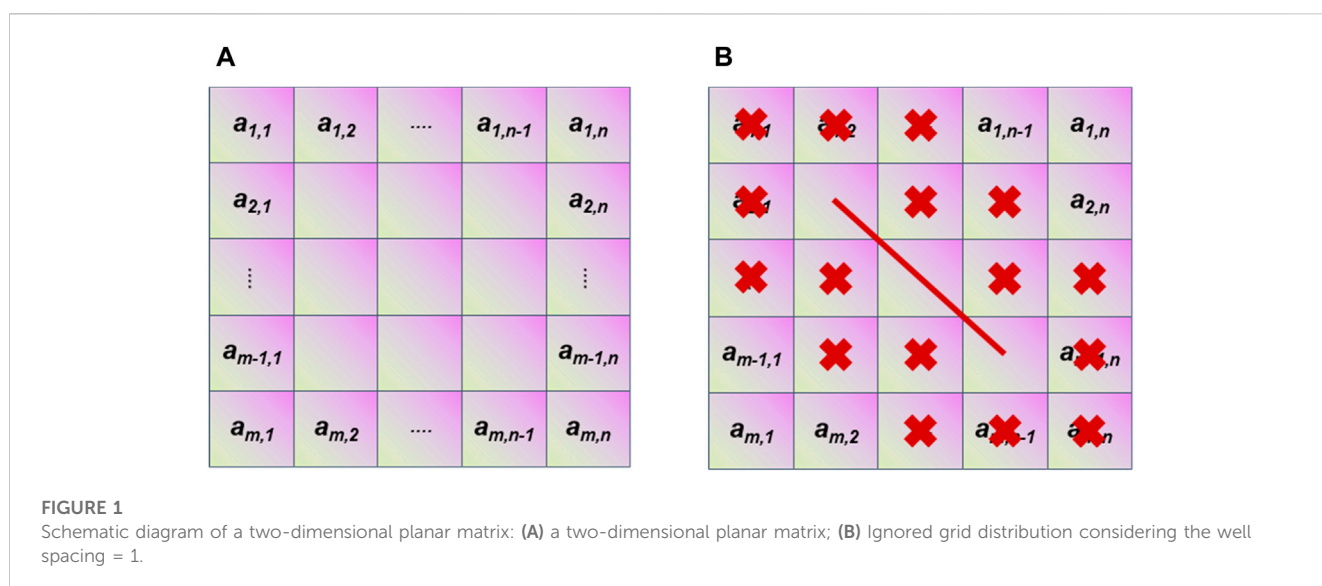 A
B
a1,1 a1,2 .... a1,n-1 a1,n
a2,1 a2,n
.... ....
am-1,1 am-1,n
am,1 am,2 .... am,n-1 am,n
a1,n-1 a1,n
a2,n
am-1,1
am,1 am,2
FIGURE 1
Schematic diagram of a two-dimensional planar matrix: (A) a two-dimensional planar matrix; (B) Ignored grid distribution considering the well
spacing = 1.